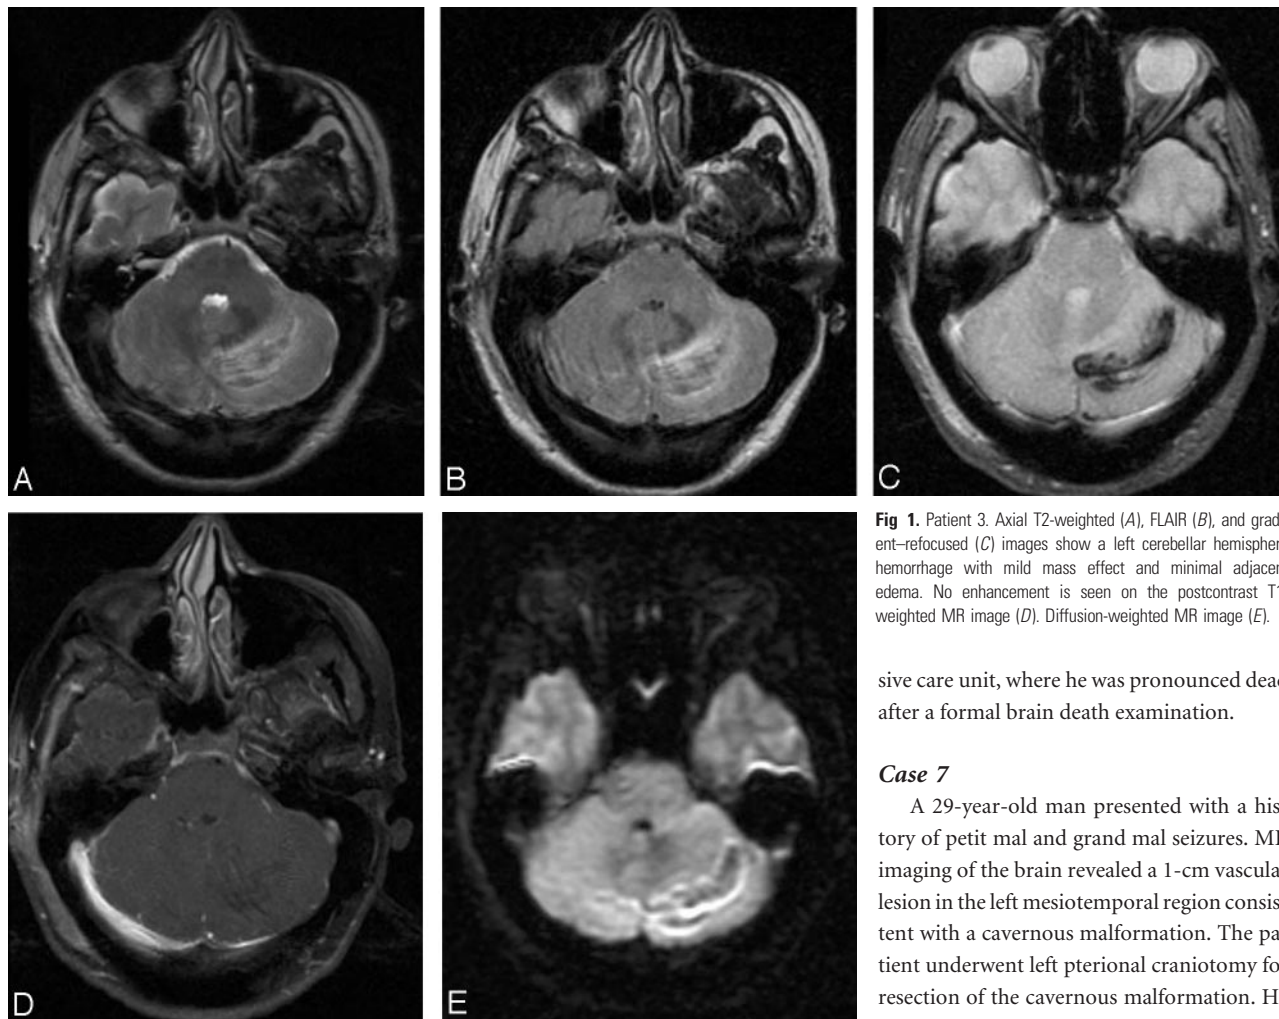 A
B
C
D
E
Fig 1. Patient 3. Axial T2-weighted (A), FLAIR (B), and grad
ent–refocused (C) images show a left cerebellar hemispher
hemorrhage with mild mass effect and minimal adjacen
edema. No enhancement is seen on the postcontrast T1
weighted MR image (D). Diffusion-weighted MR image (E).
sive care unit, where he was pronounced dead
after a formal brain death examination.
Case 7
A 29-year-old man presented with a his
tory of petit mal and grand mal seizures. MR
imaging of the brain revealed a 1-cm vascula
lesion in the left mesiotemporal region consis
tent with a cavernous malformation. The pa
tient underwent left pterional craniotomy fo
resection of the cavernous malformation. H